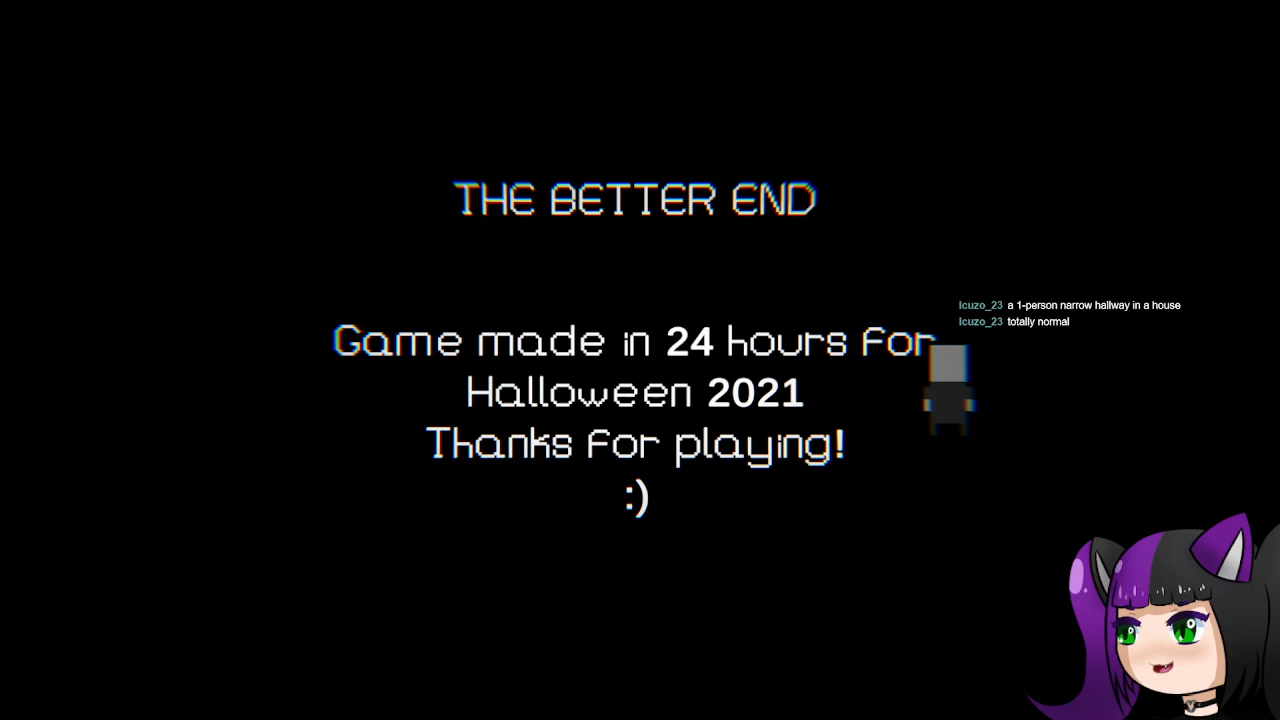 THE BETTER END
lcuzo_23 a 1-person narrow hallway in a house
lcuzo_23 totally normal
Game made in 24 hours for
Halloween 2021
Thanks for playing!
:)